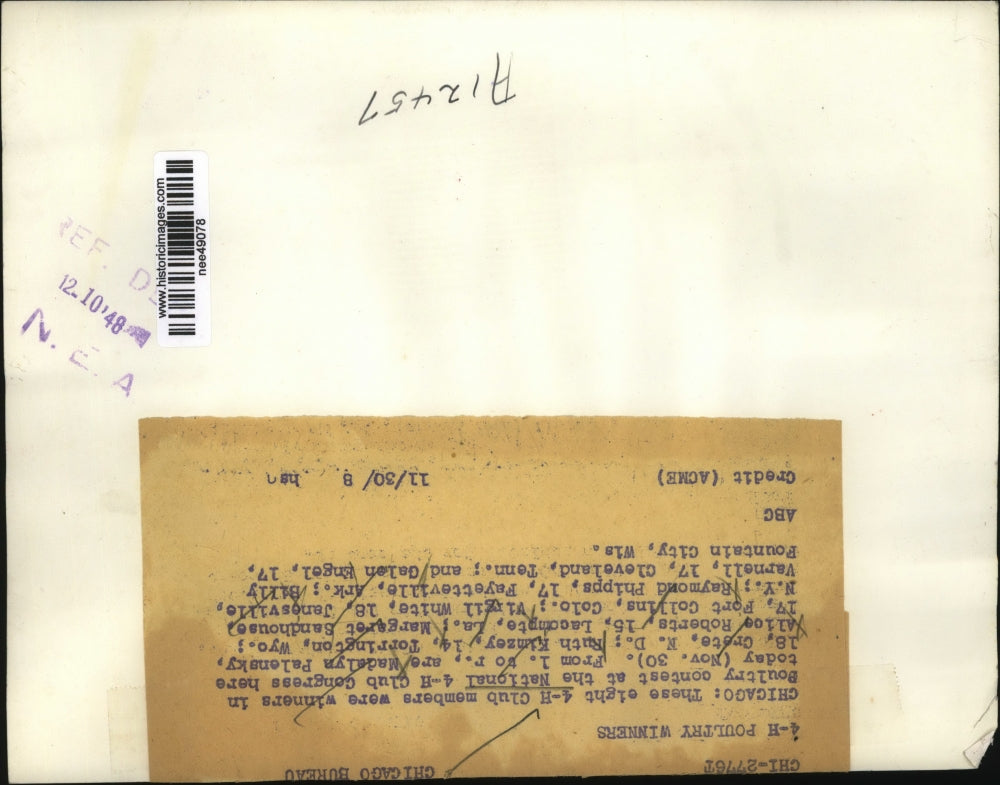 A12457
www.historicimages.com
nee49078
REF. D
12.10'48
N. E. A
CHI-2776T CHICAGO BUREAU
4-H POULTRY WINNERS
CHICAGO: These eight 4-H Club members were winners in
Poultry contest at the National 4-H Club Congress here
today (Nov. 30). From l. to r., are Madalyn Palensky,
18, Crete, N. D.; Ruth Kimzey, 14, Torrington, Wyo.;
Alice Roberts, 15, Lecompte, La.; Margaret Sandhouse,
17, Fort Collins, Colo.; Virgil White, 18, Janesville,
N.Y.; Raymond Phipps, 17, Fayetteville, Ark.; Billy
Varnell, 17, Cleveland, Tenn.; and Galen Engel, 17,
Fountain City, Wis.
ABC
Credit (ACME) 11/30/ 8